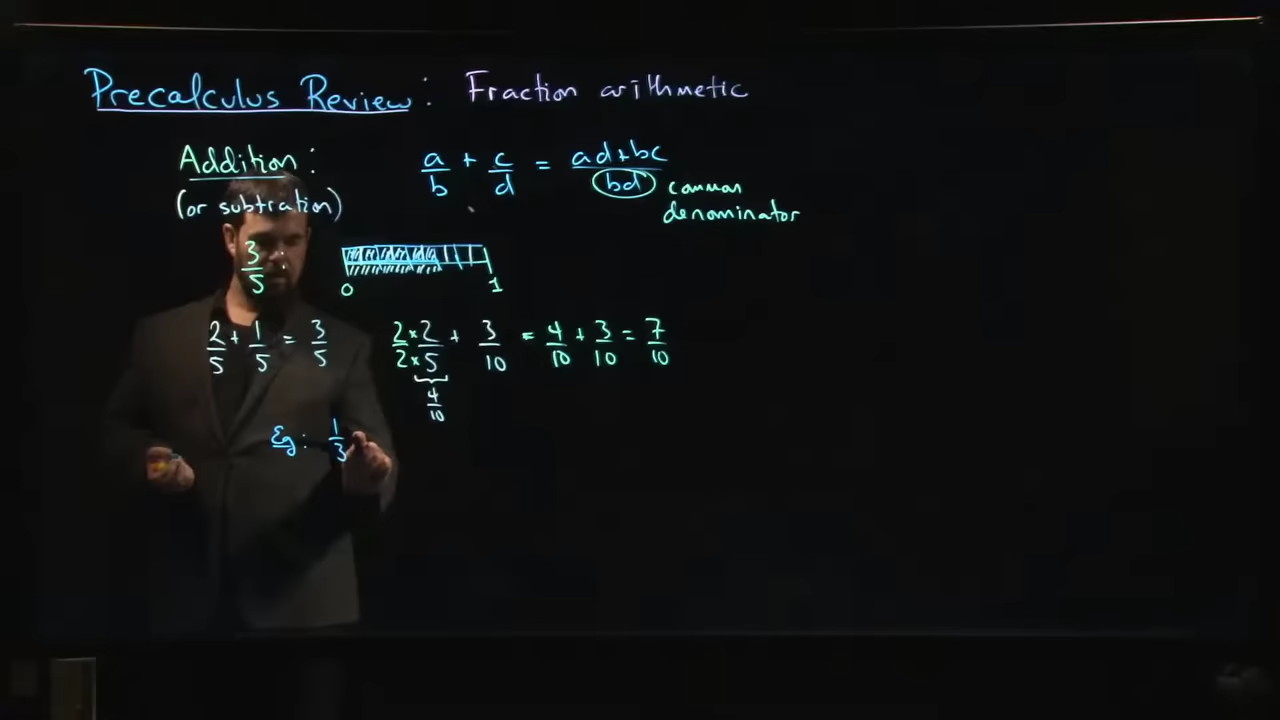 Precalculus Review: Fraction arithmetic
Addition: a/b + c/d = (ad+bc)/bd common denominator
(or subtration)
3/5 : 0 1
2/5 + 1/5 = 3/5 2×2/2×5 + 3/10 = 4/10 + 3/10 = 7/10
4/10
Eg: 1/3